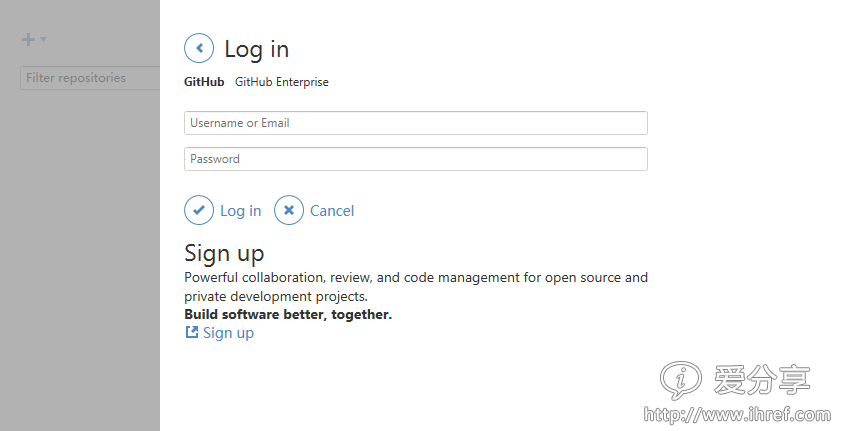 Filter repositories
Log in
GitHub GitHub Enterprise
Username or Email
Password
Log in Cancel
Sign up
Powerful collaboration, review, and code management for open source and
private development projects.
Build software better, together.
Sign up
i 爱分享
http://www.ihref.com